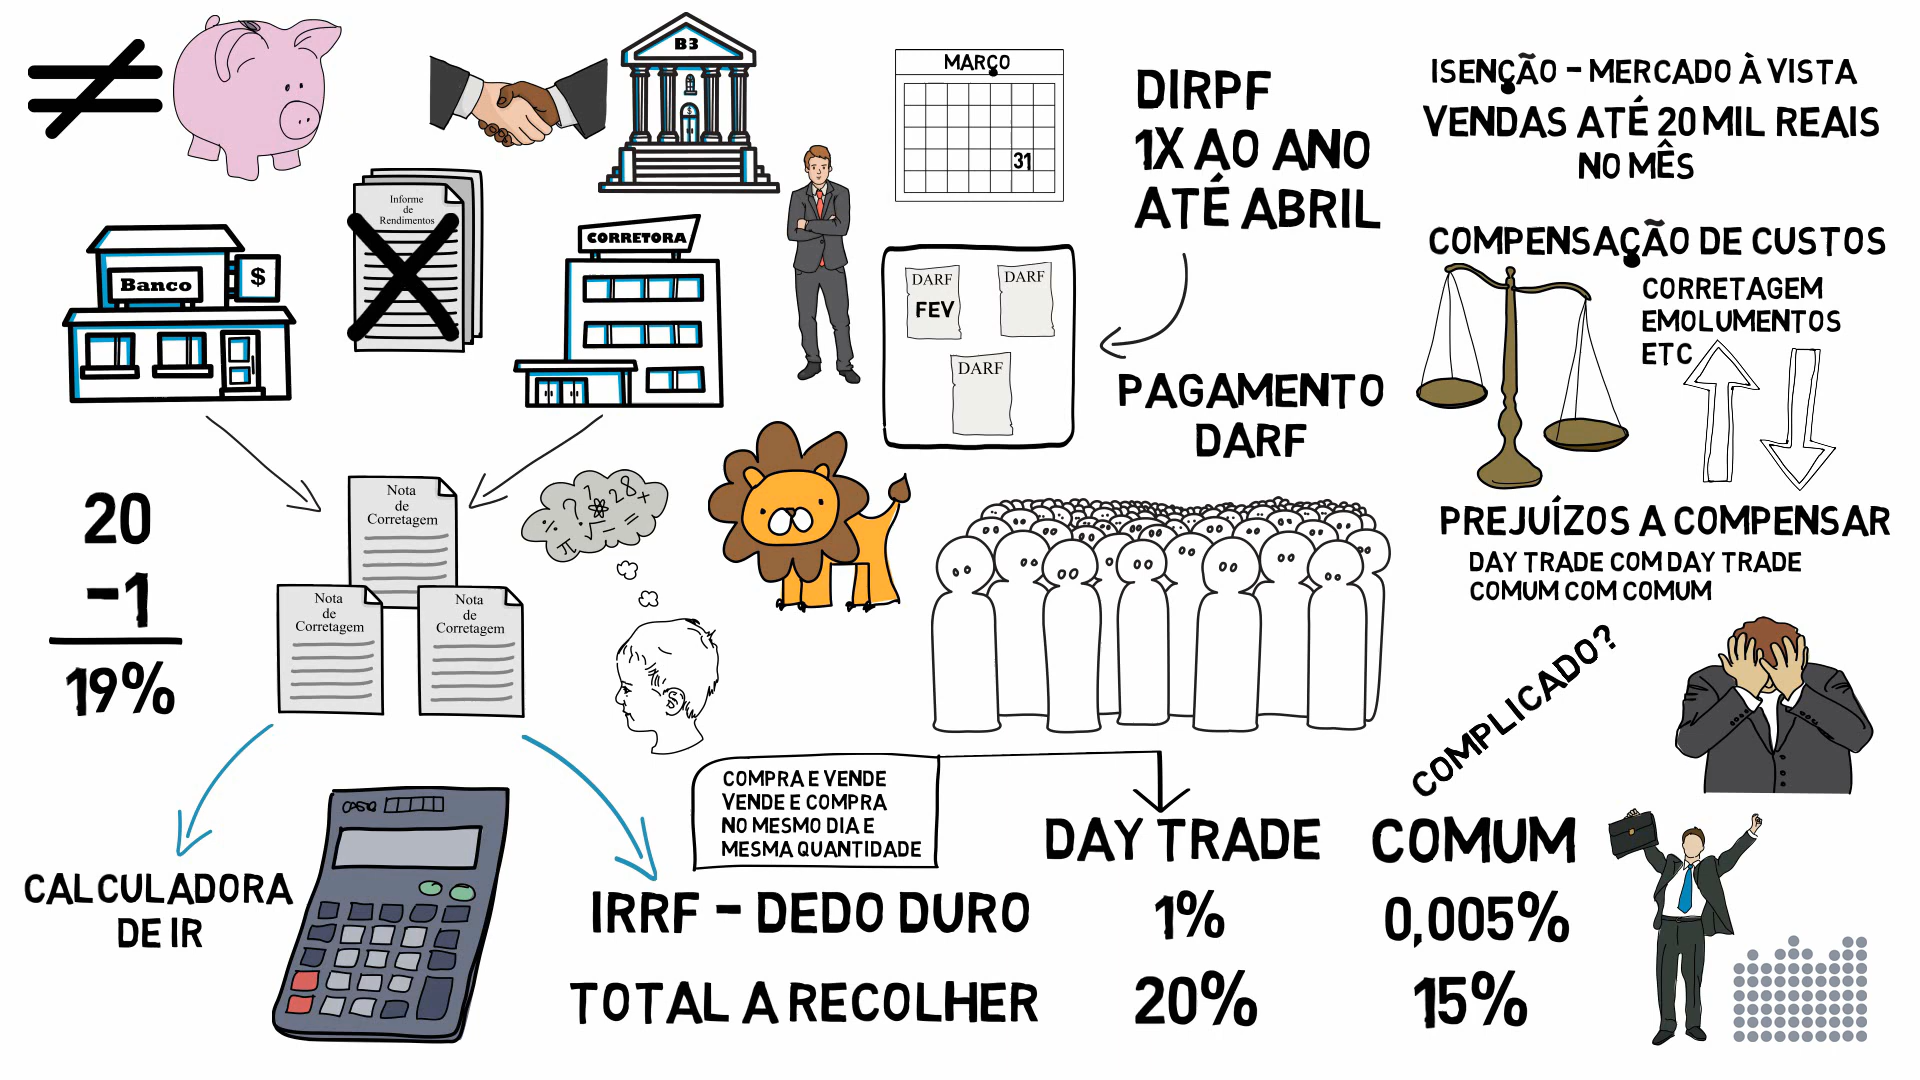 B3
MARÇO
31
DIRPF
1X AO ANO
ATÉ ABRIL
ISENÇÃO - MERCADO À VISTA
VENDAS ATÉ 20 MIL REAIS
NO MÊS
Informe
de
Rendimentos
Banco
$
CORRETORA
DARF
FEV
DARF
DARF
PAGAMENTO
DARF
COMPENSAÇÃO DE CUSTOS
CORRETAGEM
EMOLUMENTOS
ETC
PREJUÍZOS A COMPENSAR
DAY TRADE COM DAY TRADE
COMUM COM COMUM
20
-1
19%
Nota
de
Corretagem
Nota
de
Corretagem
Nota
de
Corretagem
÷ ? 7 28 + π √ - =
COMPLICADO?
COMPRA E VENDE
VENDE E COMPRA
NO MESMO DIA E
MESMA QUANTIDADE
CALCULADORA
DE IR
DAY TRADE
COMUM
IRRF - DEDO DURO
1%
0,005%
TOTAL A RECOLHER
20%
15%